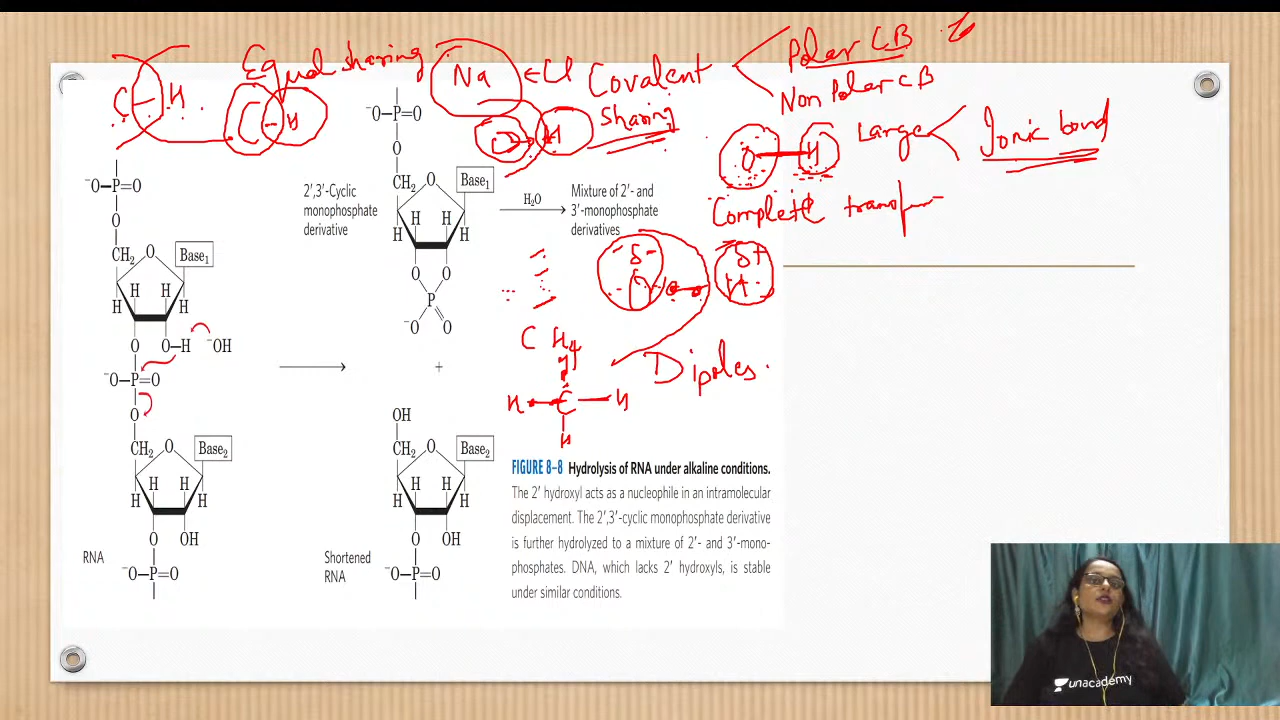 Equal sharing
C-H
C-H
Na Cl
Covalent
sharing
Polar CB
Non Polar CB
O H
O H
Large
Ionic bond
Complete transfer
δ- δ+
O H
CH4
H
H C H
H
Dipoles.
⁻O-P=O
O
CH₂ O Base₁
H H
H H
O O-H ⁻OH
⁻O-P=O
O
CH₂ O Base₂
H H
H H
O OH
RNA
⁻O-P=O
2′,3′-Cyclic
monophosphate
derivative
⁻O-P=O
O
CH₂ O Base₁
H H
H H
O O
P
⁻O O
H₂O
Mixture of 2′- and
3′-monophosphate
derivatives
+
OH
CH₂ O Base₂
H H
H H
O OH
Shortened
RNA
⁻O-P=O
FIGURE 8-8 Hydrolysis of RNA under alkaline conditions.
The 2′ hydroxyl acts as a nucleophile in an intramolecular
displacement. The 2′,3′-cyclic monophosphate derivative
is further hydrolyzed to a mixture of 2′- and 3′-mono-
phosphates. DNA, which lacks 2′ hydroxyls, is stable
under similar conditions.
unacademy